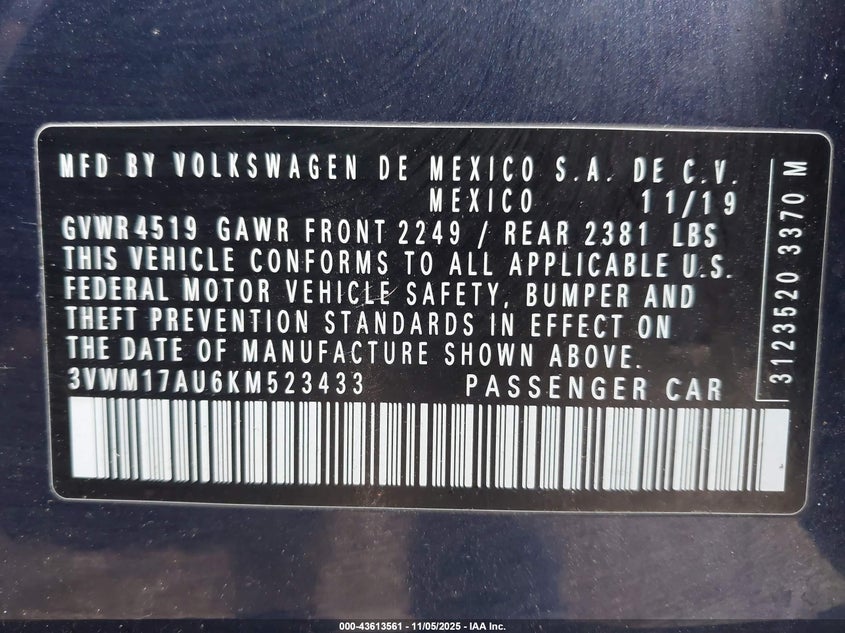 MFD BY VOLKSWAGEN DE MEXICO S.A. DE C.V.
MEXICO 11/19
GVWR 4519 GAWR FRONT 2249 / REAR 2381 LBS
THIS VEHICLE CONFORMS TO ALL APPLICABLE U.S.
FEDERAL MOTOR VEHICLE SAFETY, BUMPER AND
THEFT PREVENTION STANDARDS IN EFFECT ON
THE DATE OF MANUFACTURE SHOWN ABOVE.
3VWM17AU6KM523433 PASSENGER CAR
3123520 3370 M
000-43613561 - 11/05/2025 - IAA Inc.